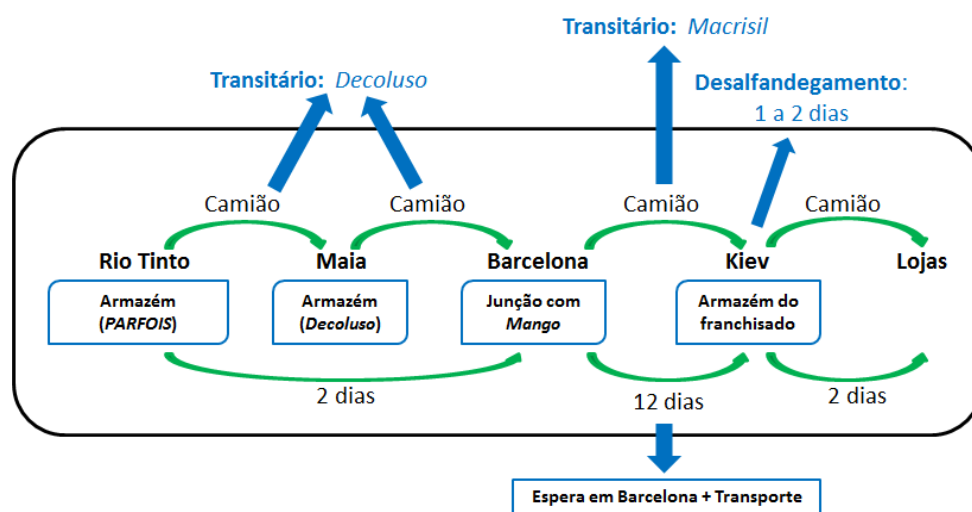 Transitário: Macrisil
Transitário: Decoluso
Desalfandegamento:
1 a 2 dias
Camião
Camião
Camião
Camião
Rio Tinto
Maia
Barcelona
Kiev
Lojas
Armazém
(PARFOIS)
Armazém
(Decoluso)
Junção com
Mango
Armazém do
franchisado
2 dias
12 dias
2 dias
Espera em Barcelona + Transporte